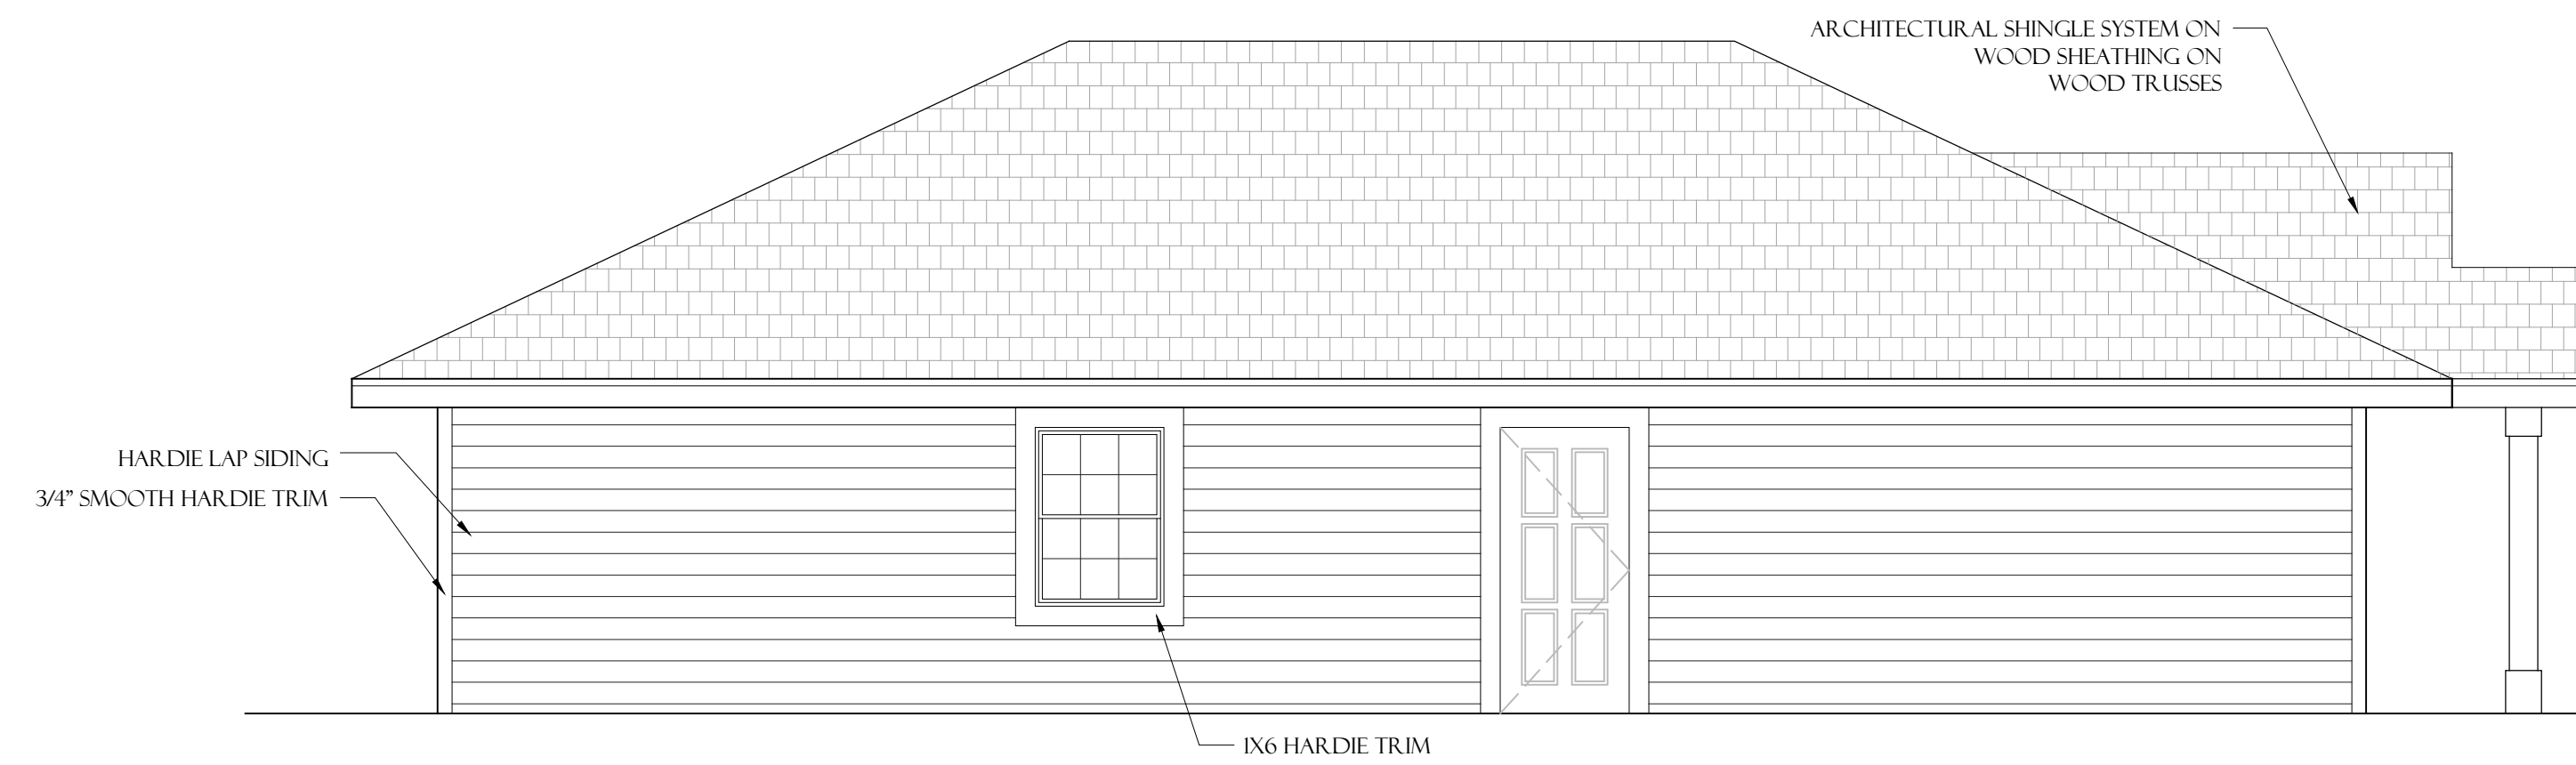 ARCHITECTURAL SHINGLE SYSTEM ON
WOOD SHEATHING ON
WOOD TRUSSES
HARDIE LAP SIDING
3/4" SMOOTH HARDIE TRIM
1X6 HARDIE TRIM